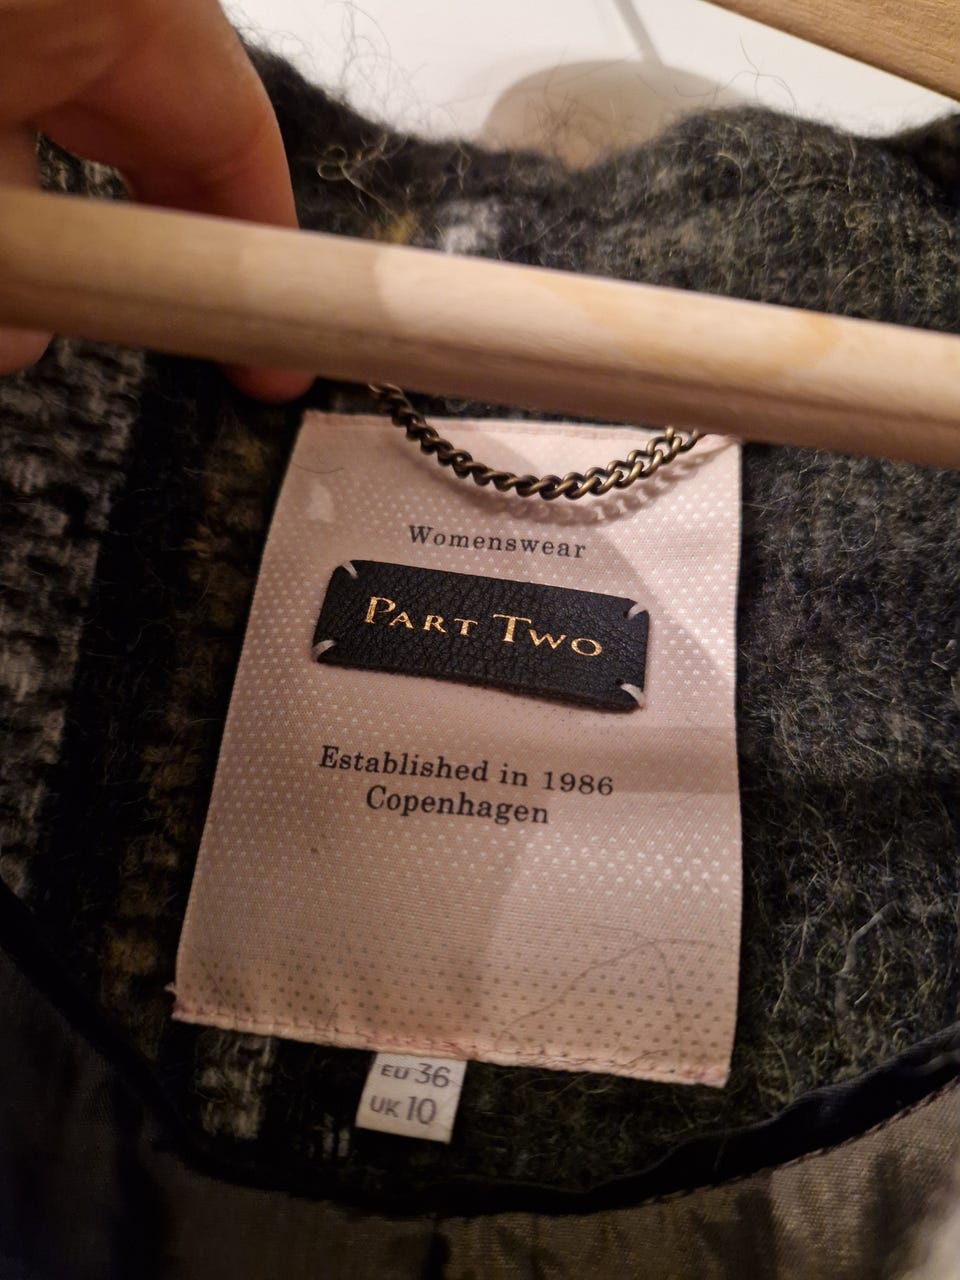 Womenswear
PART TWO
Established in 1986
Copenhagen
EU 36
UK 10